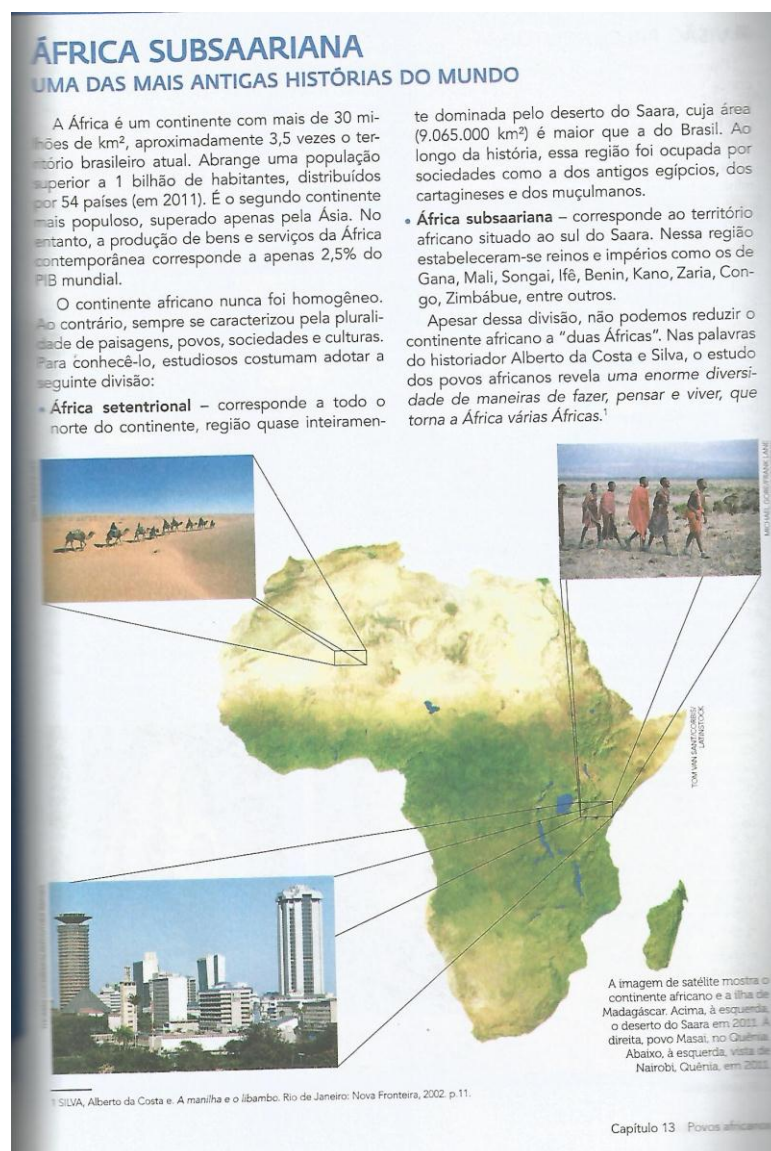 ÁFRICA SUBSAARIANA
UMA DAS MAIS ANTIGAS HISTÓRIAS DO MUNDO
A África é um continente com mais de 30 mi-
lhões de km², aproximadamente 3,5 vezes o ter-
ritório brasileiro atual. Abrange uma população
superior a 1 bilhão de habitantes, distribuídos
por 54 países (em 2011). É o segundo continente
mais populoso, superado apenas pela Ásia. No
entanto, a produção de bens e serviços da África
contemporânea corresponde a apenas 2,5% do
PIB mundial.
O continente africano nunca foi homogêneo.
Ao contrário, sempre se caracterizou pela plurali-
dade de paisagens, povos, sociedades e culturas.
Para conhecê-lo, estudiosos costumam adotar a
seguinte divisão:
• África setentrional – corresponde a todo o
norte do continente, região quase inteiramen-
te dominada pelo deserto do Saara, cuja área
(9.065.000 km²) é maior que a do Brasil. Ao
longo da história, essa região foi ocupada por
sociedades como a dos antigos egípcios, dos
cartagineses e dos muçulmanos.
• África subsaariana – corresponde ao território
africano situado ao sul do Saara. Nessa região
estabeleceram-se reinos e impérios como os de
Gana, Mali, Songai, Ifê, Benin, Kano, Zaria, Con-
go, Zimbábue, entre outros.
Apesar dessa divisão, não podemos reduzir o
continente africano a “duas Áfricas”. Nas palavras
do historiador Alberto da Costa e Silva, o estudo
dos povos africanos revela uma enorme diversi-
dade de maneiras de fazer, pensar e viver, que
torna a África várias Áfricas.¹
MICHAEL GORE/FRANK LANE
TOM VAN SANT/CORBIS/
LATINSTOCK
A imagem de satélite mostra o
continente africano e a ilha de
Madagáscar. Acima, à esquerda,
o deserto do Saara em 2011. À
direita, povo Masai, no Quênia.
Abaixo, à esquerda, vista de
Nairobi, Quênia, em 2011.
1 SILVA, Alberto da Costa e. A manilha e o libambo. Rio de Janeiro: Nova Fronteira, 2002. p.11.
Capítulo 13 Povos africanos